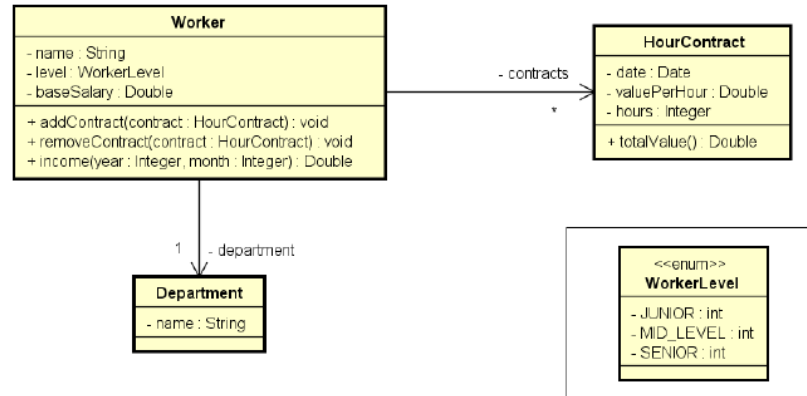 Worker
- name : String
- level : WorkerLevel
- baseSalary : Double
+ addContract(contract : HourContract) : void
+ removeContract(contract : HourContract) : void
+ income(year : Integer, month : Integer) : Double
- contracts
*
HourContract
- date : Date
- valuePerHour : Double
- hours : Integer
+ totalValue() : Double
1
- department
Department
- name : String
<<enum>>
WorkerLevel
- JUNIOR : int
- MID_LEVEL : int
- SENIOR : int